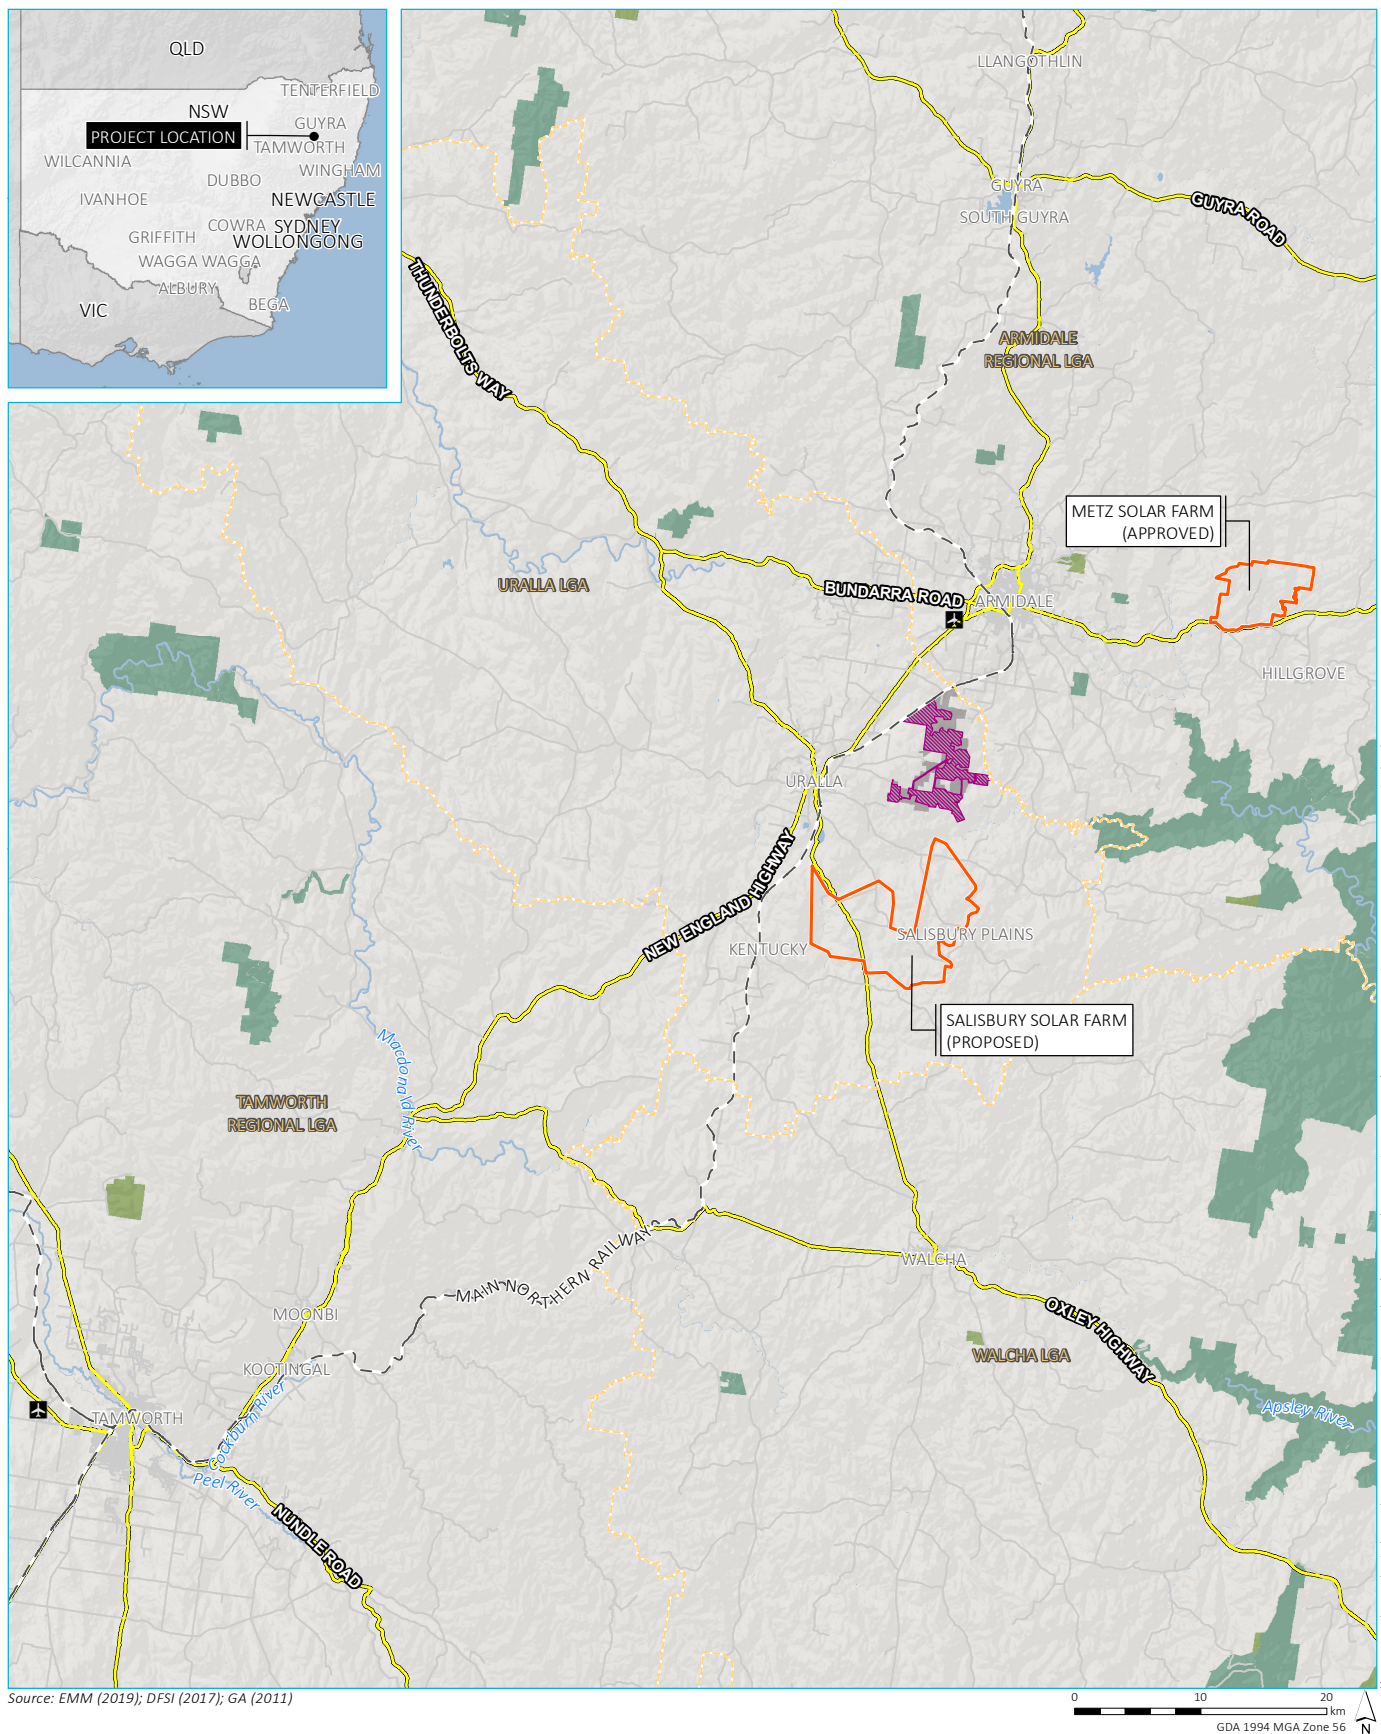 QLD
TENTERFIELD
NSW
GUYRA
PROJECT LOCATION
TAMWORTH
WILCANNIA
WINGHAM
DUBBO
IVANHOE
NEWCASTLE
COWRA
SYDNEY
GRIFFITH
WOLLONGONG
WAGGA WAGGA
ALBURY
BEGA
VIC
LLANGOTHLIN
GUYRA
SOUTH GUYRA
GUYRA ROAD
THUNDERBOLTS WAY
ARMIDALE
REGIONAL LGA
METZ SOLAR FARM
(APPROVED)
URALLA LGA
BUNDARRA ROAD
ARMIDALE
HILLGROVE
URALLA
NEW ENGLAND HIGHWAY
KENTUCKY
SALISBURY PLAINS
SALISBURY SOLAR FARM
(PROPOSED)
Macdonald River
TAMWORTH
REGIONAL LGA
MAIN NORTHERN RAILWAY
WALCHA
MOONBI
OXLEY HIGHWAY
WALCHA LGA
KOOTINGAL
Cockburn River
TAMWORTH
Apsley River
Peel River
NUNDLE ROAD
Source: EMM (2019); DFSI (2017); GA (2011)
0 10 20
km
GDA 1994 MGA Zone 56
N